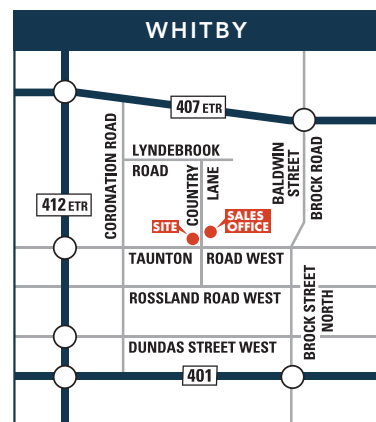 WHITBY
407 ETR
CORONATION ROAD
LYNDEBROOK
ROAD
COUNTRY
LANE
BALDWIN
STREET
BROCK ROAD
412 ETR
SITE
SALES
OFFICE
TAUNTON ROAD WEST
ROSSLAND ROAD WEST
BROCK STREET
NORTH
DUNDAS STREET WEST
401